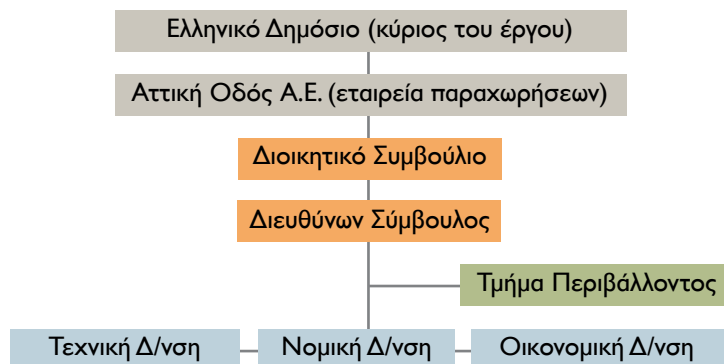 Ελληνικό Δημόσιο (κύριος του έργου)
Αττική Οδός Α.Ε. (εταιρεία παραχωρήσεων)
Διοικητικό Συμβούλιο
Διευθύνων Σύμβουλος
Τμήμα Περιβάλλοντος
Τεχνική Δ/νση
Νομική Δ/νση
Οικονομική Δ/νση